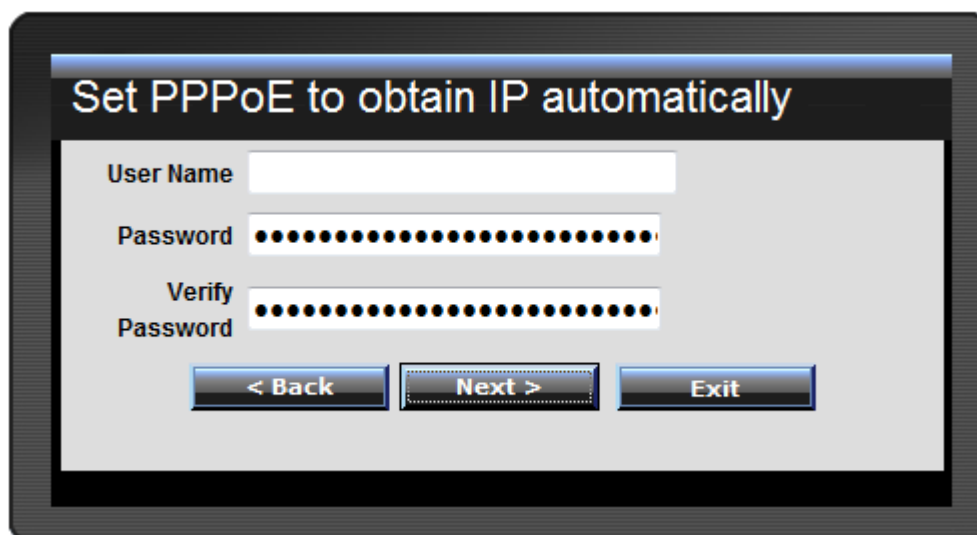 Set PPPoE to obtain IP automatically
User Name
Password
Verify
Password
< Back Next > Exit